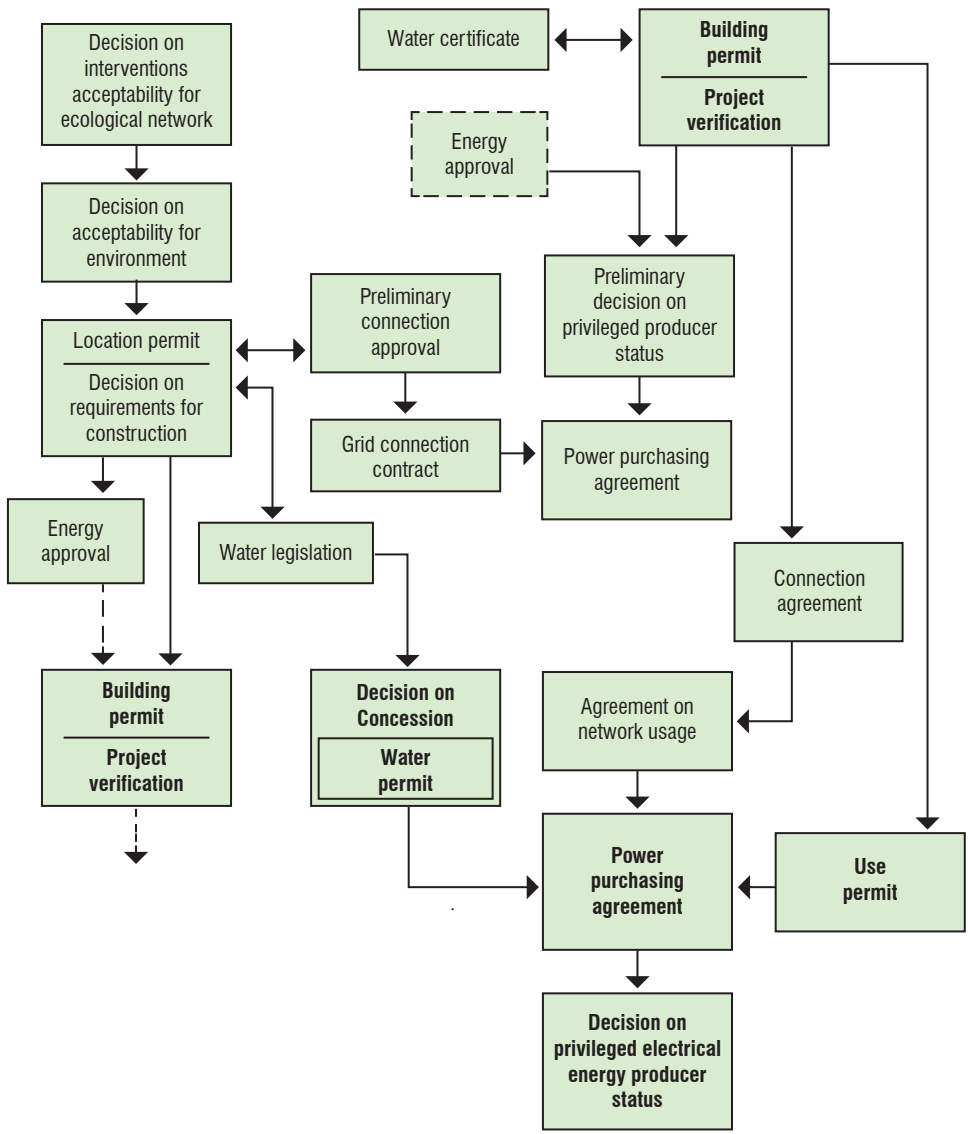 Decision on
interventions
acceptability for
ecological network
Decision on
acceptability for
environment
Location permit
Decision on
requirements for
construction
Energy
approval
Building
permit
Project
verification
Preliminary
connection
approval
Grid connection
contract
Water legislation
Decision on
Concession
Water
permit
Water certificate
Building
permit
Project
verification
Energy
approval
Preliminary
decision on
privileged producer
status
Power purchasing
agreement
Connection
agreement
Agreement on
network usage
Power
purchasing
agreement
Use
permit
Decision on
privileged electrical
energy producer
status